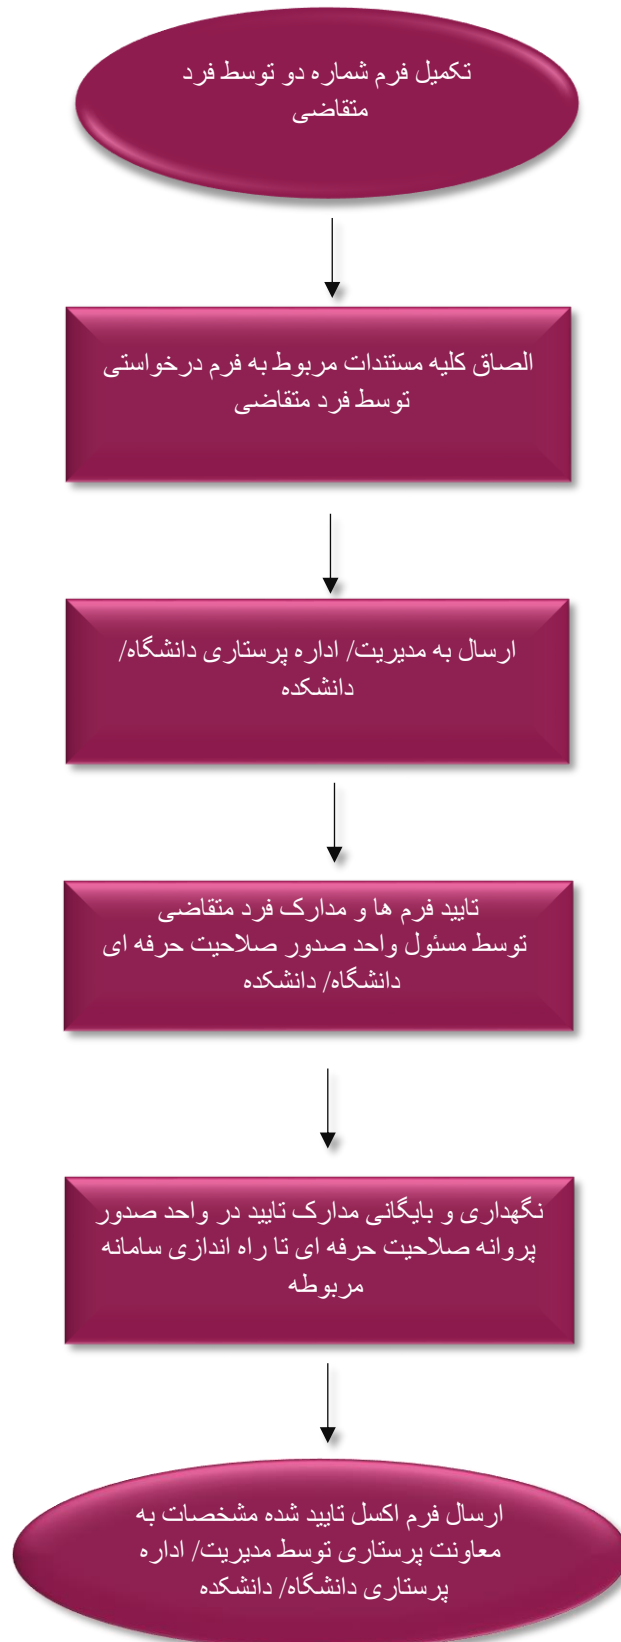 تکمیل فرم شماره دو توسط فرد
متقاضی
الصاق کلیه مستندات مربوط به فرم درخواستی
توسط فرد متقاضی
ارسال به مدیریت/ اداره پرستاری دانشگاه/
دانشکده
تایید فرم ها و مدارک فرد متقاضی
توسط مسئول واحد صدور صلاحیت حرفه ای
دانشگاه/ دانشکده
نگهداری و بایگانی مدارک تایید در واحد صدور
پروانه صلاحیت حرفه ای تا راه اندازی سامانه
مربوطه
ارسال فرم اکسل تایید شده مشخصات به
معاونت پرستاری توسط مدیریت/ اداره
پرستاری دانشگاه/ دانشکده